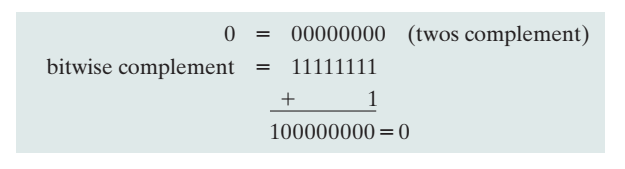 0 = 00000000 (twos complement)
bitwise complement = 11111111
+ 1
100000000 = 0